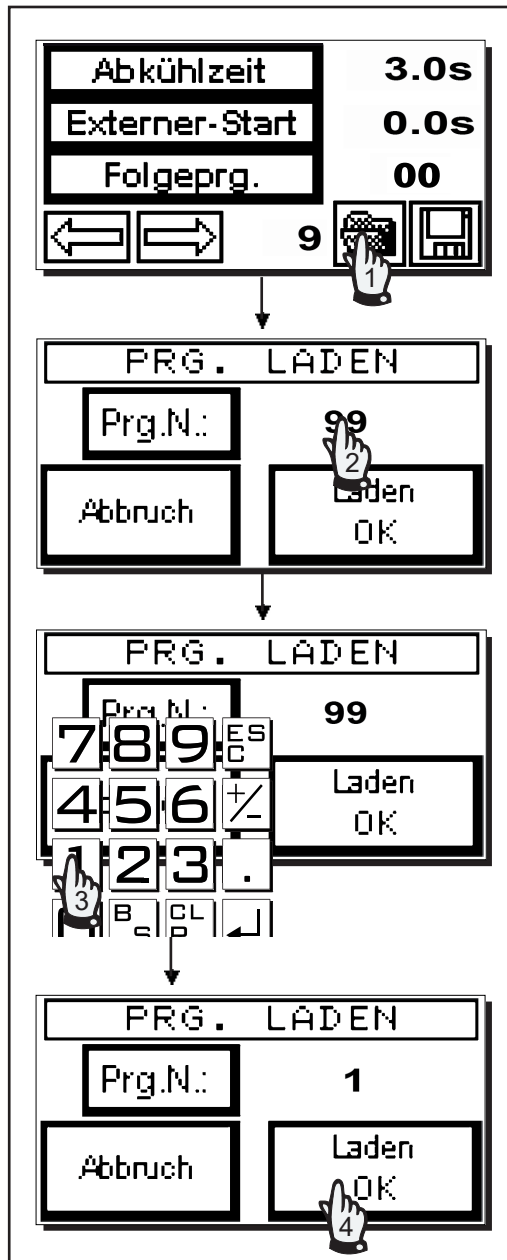 Abkühlzeit 3.0s
Externer-Start 0.0s
Folgeprg. 00
9 1
PRG. LADEN
Prg.N.: 99
2
Abbruch Laden
OK
PRG. LADEN
Prg.N.: 99
7 8 9 ESC
Laden
4 5 6 +/-
OK
1 2 3 .
3
BS CL
PRG. LADEN
Prg.N.: 1
Abbruch Laden
OK
4